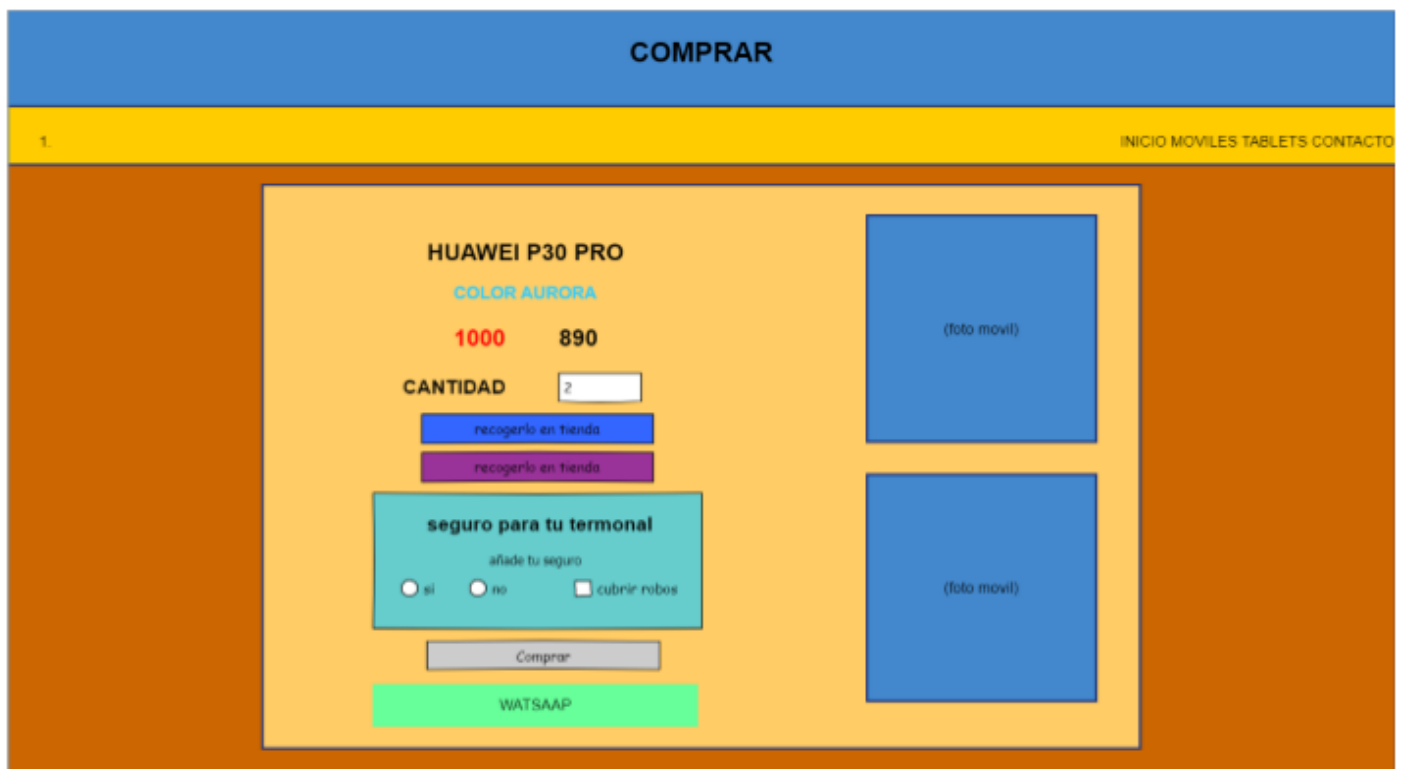 COMPRAR
1.
INICIO MOVILES TABLETS CONTACTO
HUAWEI P30 PRO
COLOR AURORA
1000 890
CANTIDAD 2
recogerlo en tienda
recogerlo en tienda
seguro para tu termonal
añade tu seguro
si no cubrir robos
Comprar
WATSAAP
(foto movil)
(foto movil)